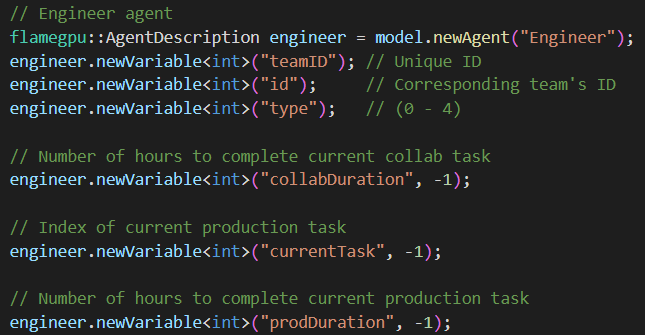 // Engineer agent
flamegpu::AgentDescription engineer = model.newAgent("Engineer");
engineer.newVariable<int>("teamID"); // Unique ID
engineer.newVariable<int>("id");     // Corresponding team's ID
engineer.newVariable<int>("type");   // (0 - 4)
// Number of hours to complete current collab task
engineer.newVariable<int>("collabDuration", -1);
// Index of current production task
engineer.newVariable<int>("currentTask", -1);
// Number of hours to complete current production task
engineer.newVariable<int>("prodDuration", -1);